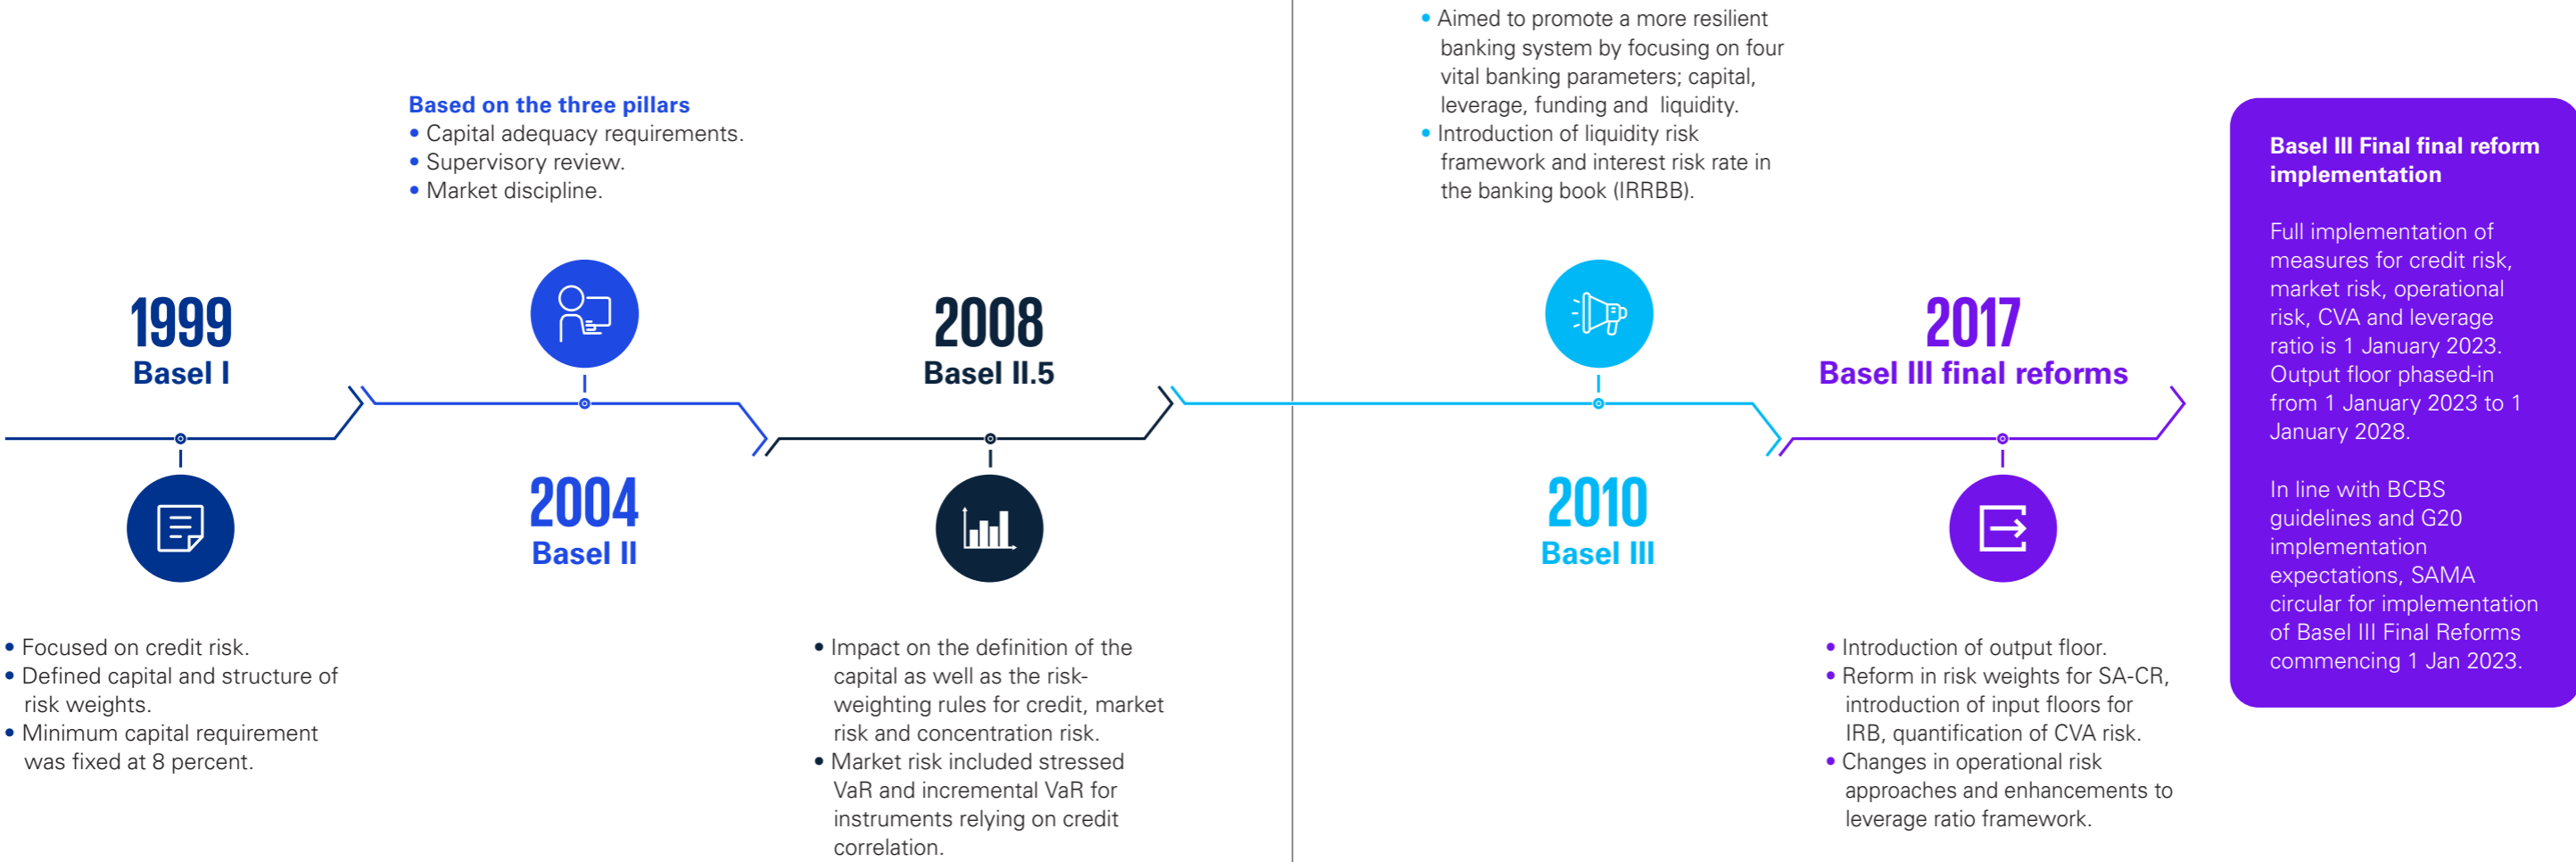 1999
Basel I
• Focused on credit risk.
• Defined capital and structure of
risk weights.
• Minimum capital requirement
was fixed at 8 percent.
Based on the three pillars
• Capital adequacy requirements.
• Supervisory review.
• Market discipline.
2004
Basel II
2008
Basel II.5
• Impact on the definition of the
capital as well as the risk-
weighting rules for credit, market
risk and concentration risk.
• Market risk included stressed
VaR and incremental VaR for
instruments relying on credit
correlation.
• Aimed to promote a more resilient
banking system by focusing on four
vital banking parameters; capital,
leverage, funding and liquidity.
• Introduction of liquidity risk
framework and interest risk rate in
the banking book (IRRBB).
2010
Basel III
2017
Basel III final reforms
• Introduction of output floor.
• Reform in risk weights for SA-CR,
introduction of input floors for
IRB, quantification of CVA risk.
• Changes in operational risk
approaches and enhancements to
leverage ratio framework.
Basel III Final final reform
implementation
Full implementation of
measures for credit risk,
market risk, operational
risk, CVA and leverage
ratio is 1 January 2023.
Output floor phased-in
from 1 January 2023 to 1
January 2028.
In line with BCBS
guidelines and G20
implementation
expectations, SAMA
circular for implementation
of Basel III Final Reforms
commencing 1 Jan 2023.